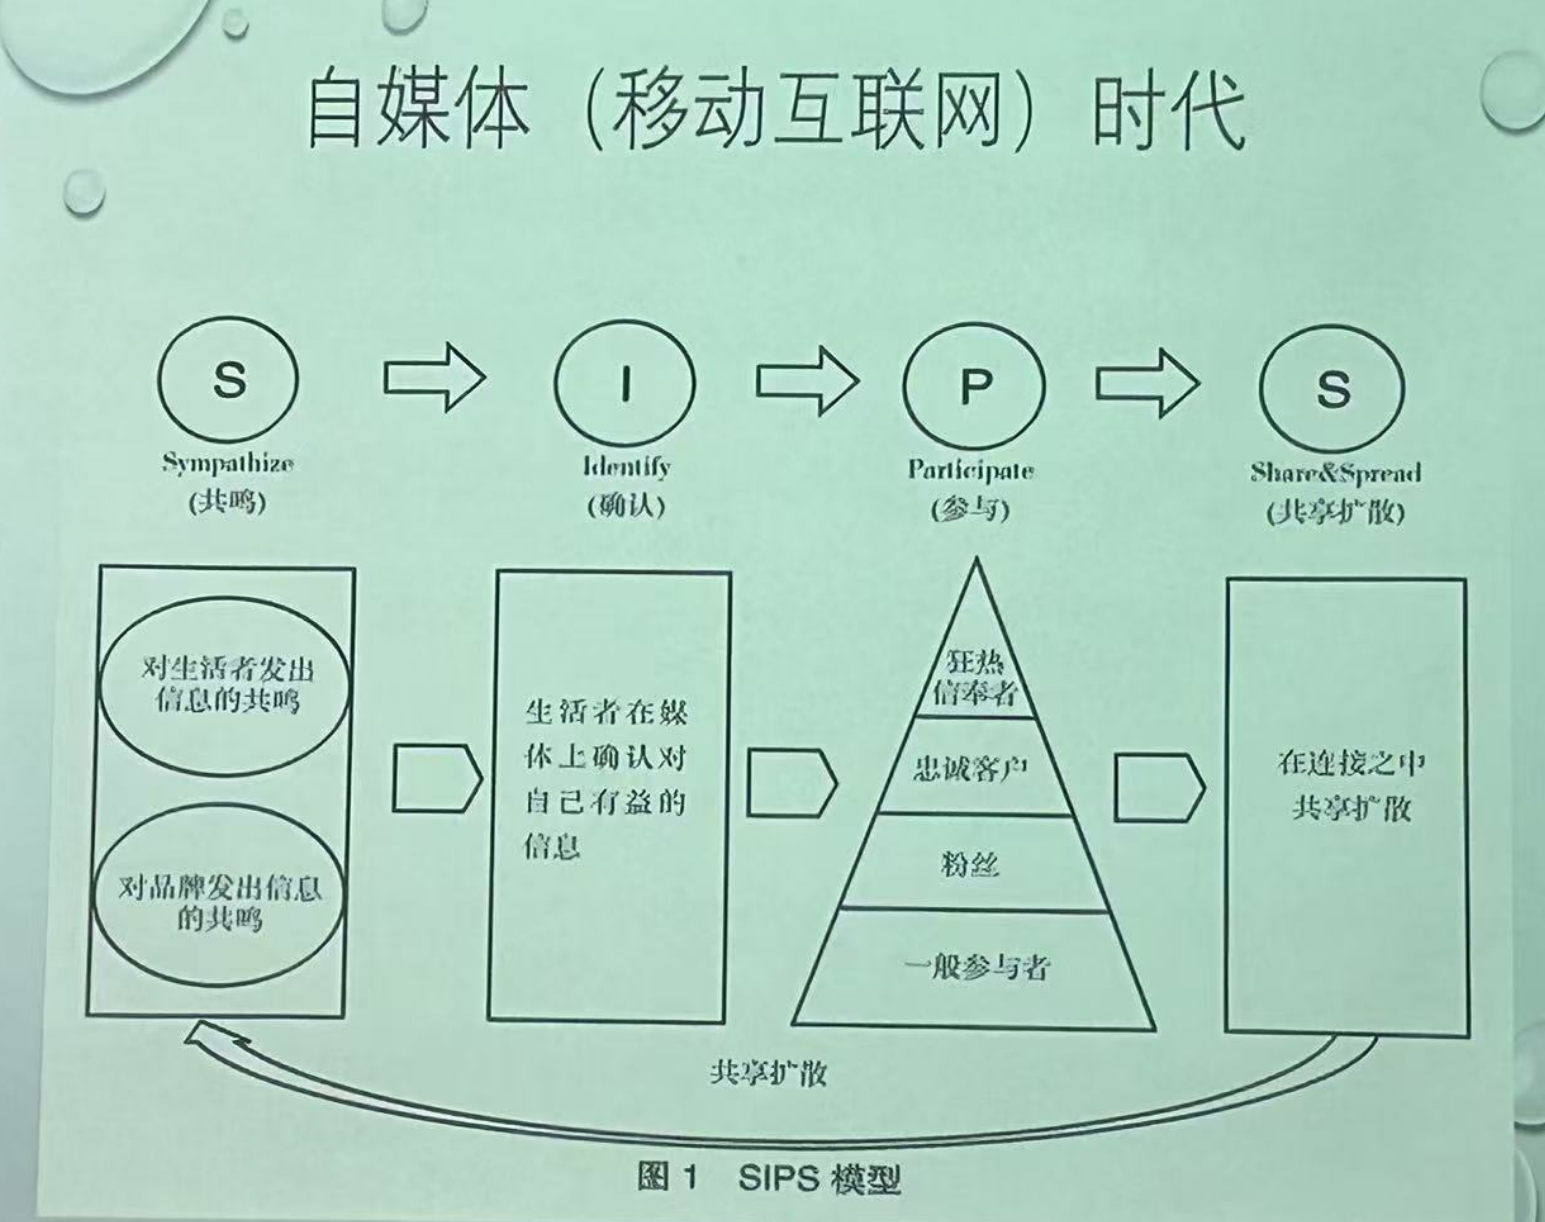 自媒体（移动互联网）时代
S
I
P
S
Sympathize
(共鸣)
Identify
(确认)
Participate
(参与)
Share&Spread
(共享扩散)
对生活者发出
信息的共鸣
对品牌发出信息
的共鸣
生活者在媒
体上确认对
自己有益的
信息
狂热
信奉者
忠诚客户
粉丝
一般参与者
在连接之中
共享扩散
共享扩散
图 1 SIPS 模型